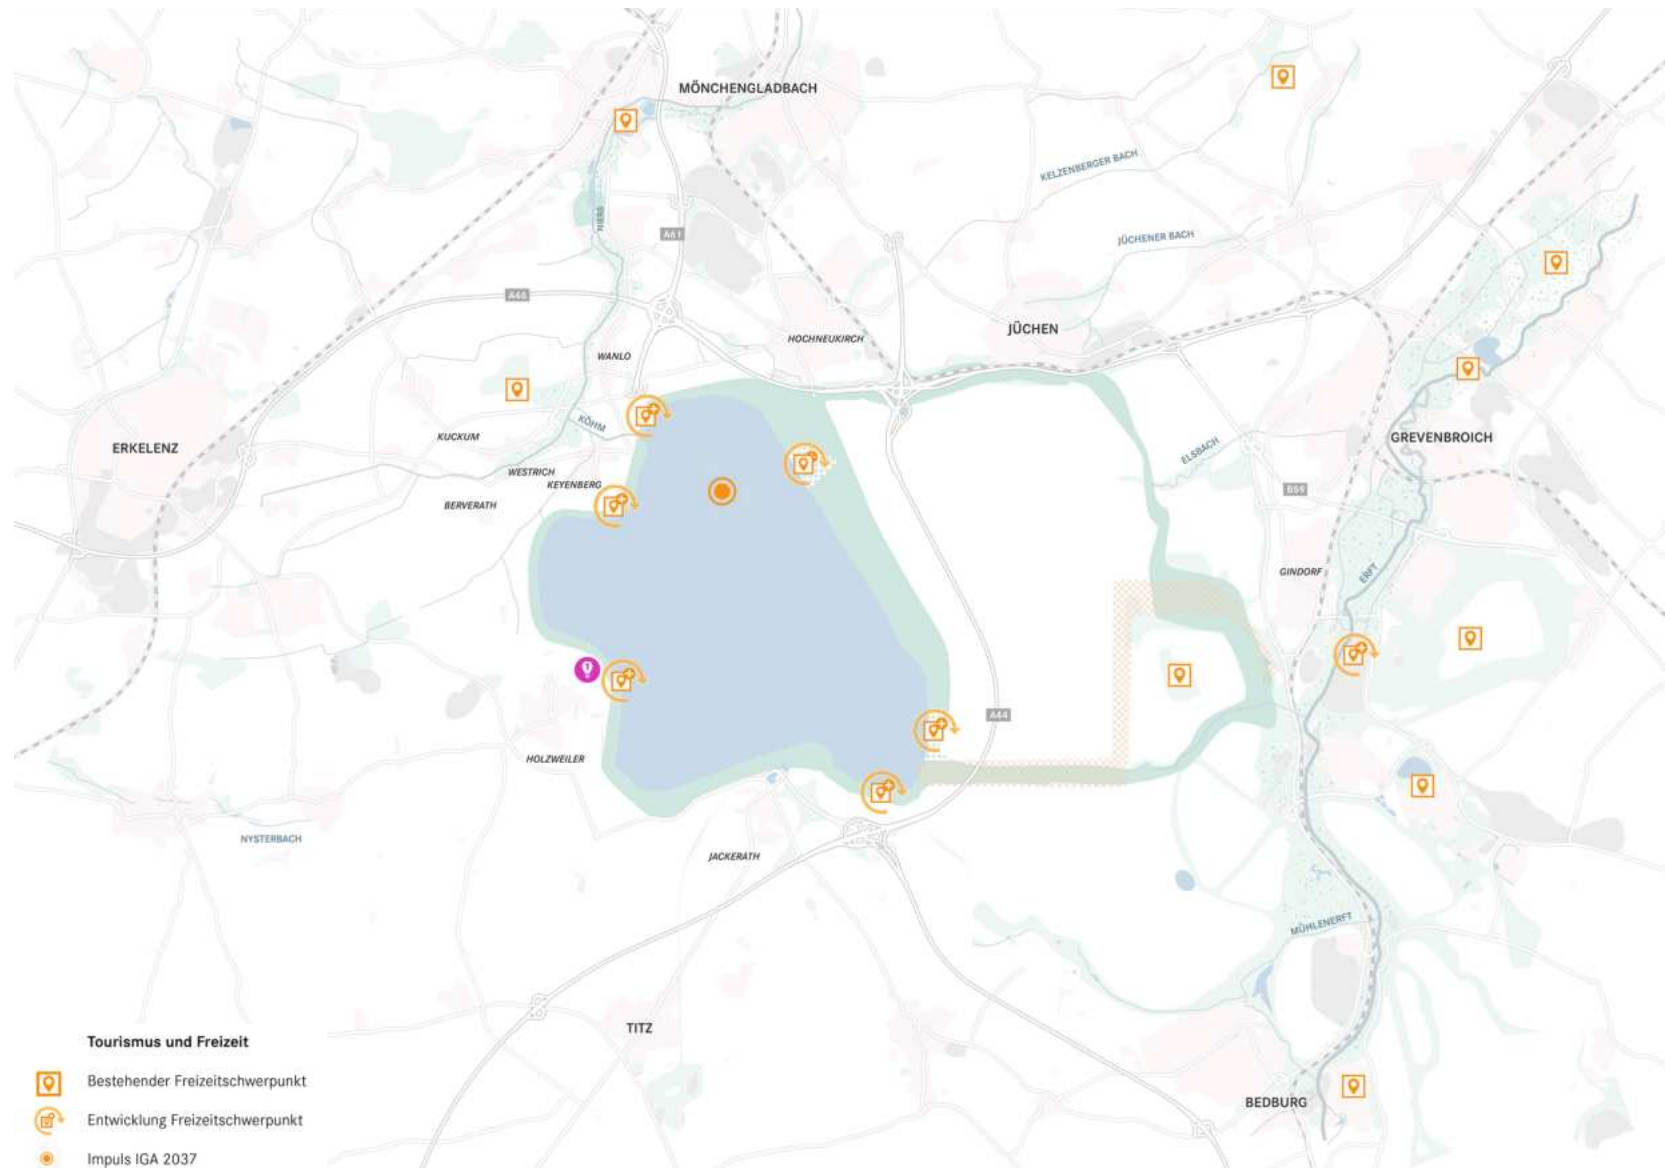 MÖNCHENGLADBACH
KELZENBERGER BACH
NIERS
A61
JÜCHENER BACH
A46
JÜCHEN
HOCHNEUKIRCH
WANLO
KÖHM
KUCKUM
ERKELENZ
GREVENBROICH
ELSBACH
WESTRICH
KEYENBERG
BERVERATH
B59
GINDORF
ERFT
A44
HOLZWEILER
NYSTERBACH
JACKERATH
MÜHLENERFT
TITZ
BEDBURG
Tourismus und Freizeit
Bestehender Freizeitschwerpunkt
Entwicklung Freizeitschwerpunkt
Impuls IGA 2037